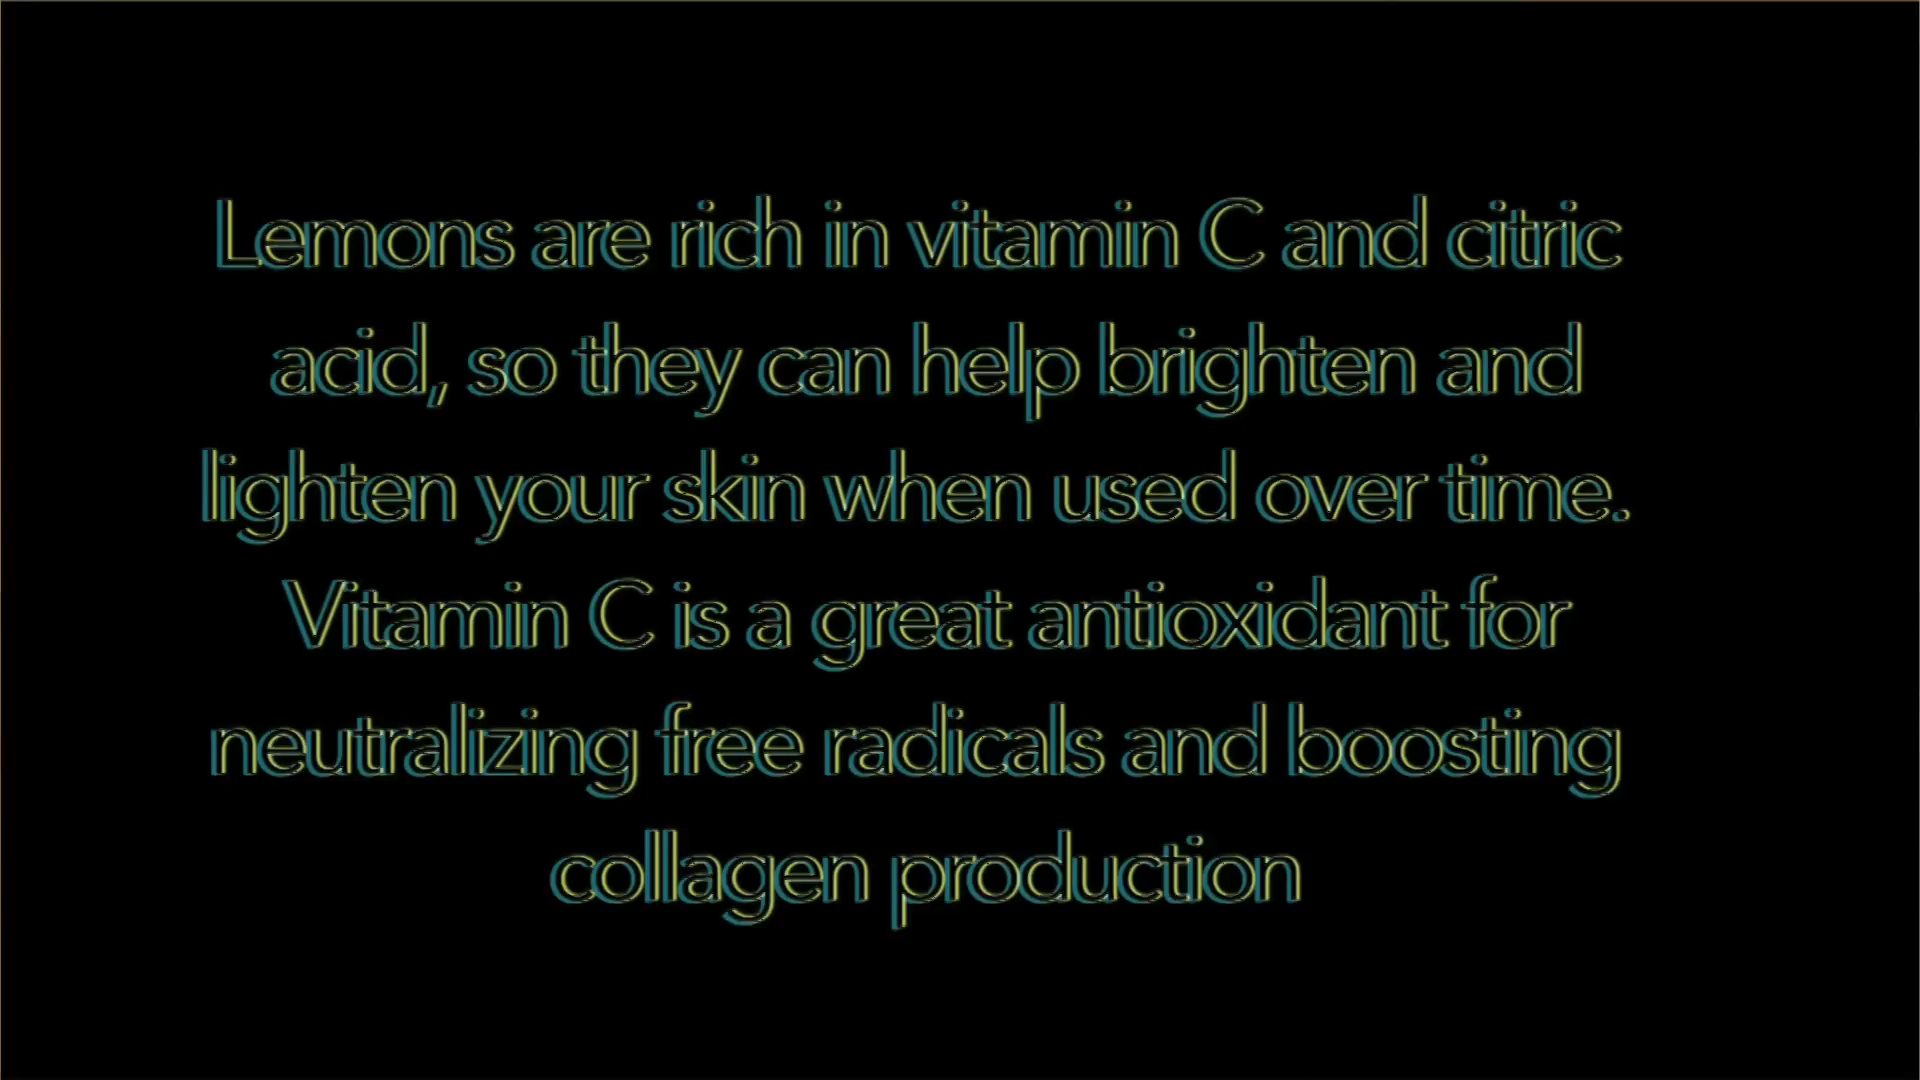 Lemons are rich in vitamin C and citric
acid, so they can help brighten and
lighten your skin when used over time.
Vitamin C is a great antioxidant for
neutralizing free radicals and boosting
collagen production